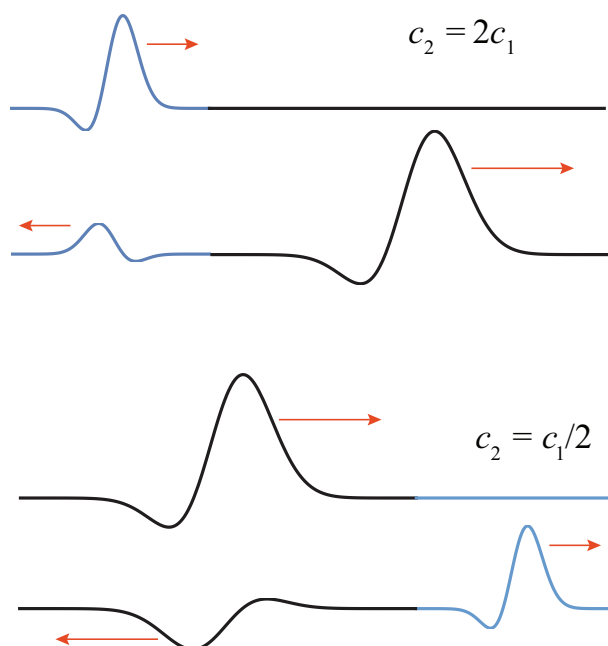 c₂ = 2c₁
c₂ = c₁/2